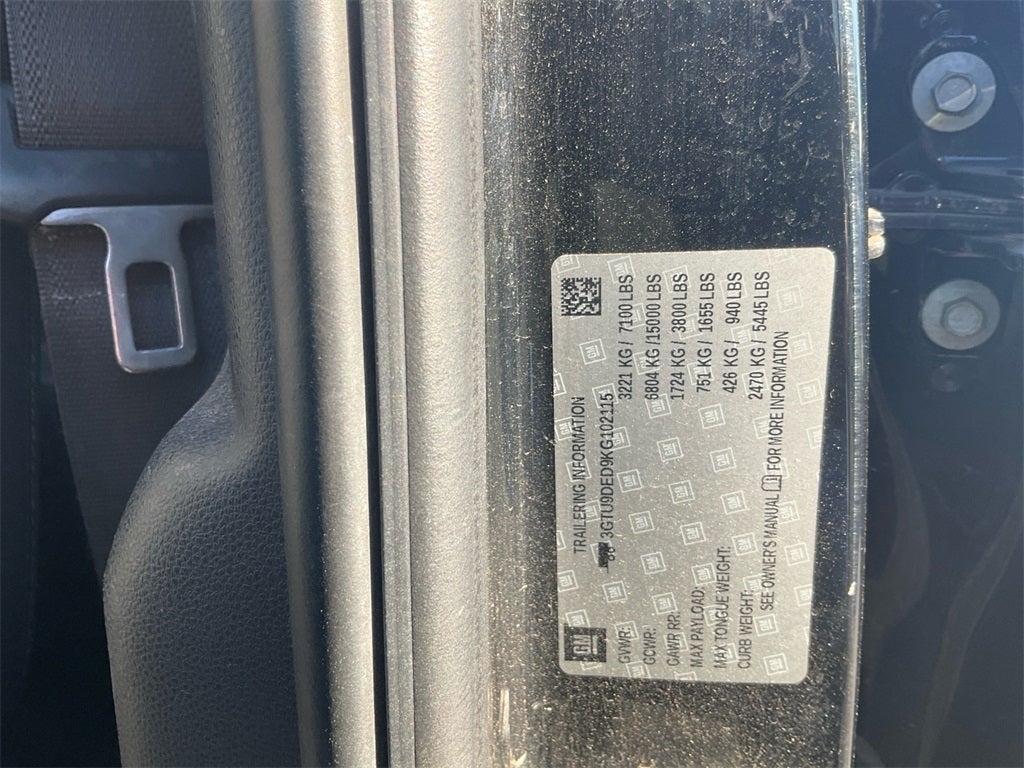 GM
TRAILERING INFORMATION
3GTU9DED9KG102115
GVWR: 3221 KG / 7100 LBS
GCWR: 6804 KG / 15000 LBS
GAWR RR: 1724 KG / 3800 LBS
MAX PAYLOAD: 751 KG / 1655 LBS
MAX TONGUE WEIGHT: 426 KG / 940 LBS
CURB WEIGHT: 2470 KG / 5445 LBS
SEE OWNER'S MANUAL FOR MORE INFORMATION